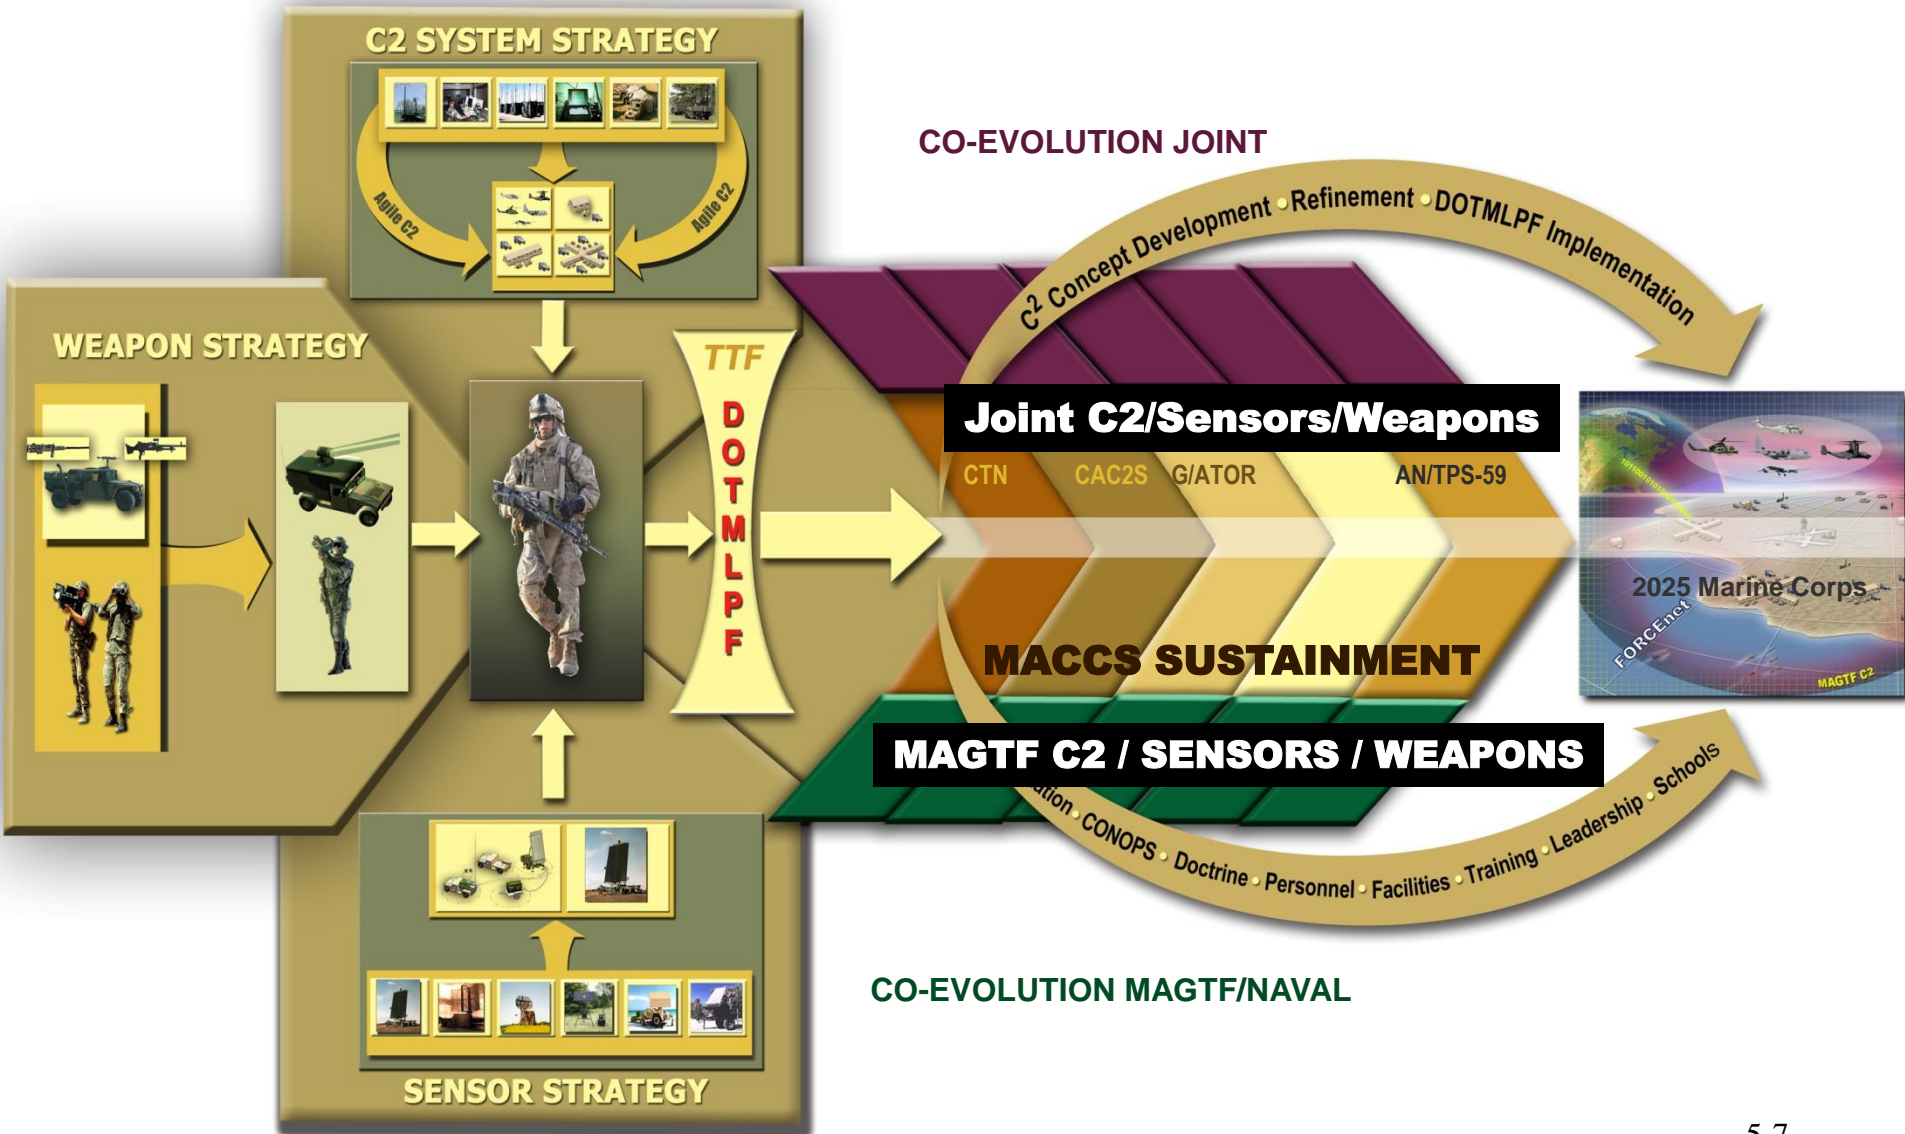 C2 SYSTEM STRATEGY
Agile C2
Agile C2
WEAPON STRATEGY
TTF
D
O
T
M
L
P
F
SENSOR STRATEGY
CO-EVOLUTION JOINT
C2 Concept Development • Refinement • DOTMLPF Implementation
Joint C2/Sensors/Weapons
CTN CAC2S G/ATOR AN/TPS-59
MACCS SUSTAINMENT
MAGTF C2 / SENSORS / WEAPONS
CONOPS • Doctrine • Personnel • Facilities • Training • Leadership • Schools
2025 Marine Corps
FORCEnet
MAGTF C2
CO-EVOLUTION MAGTF/NAVAL
5-7